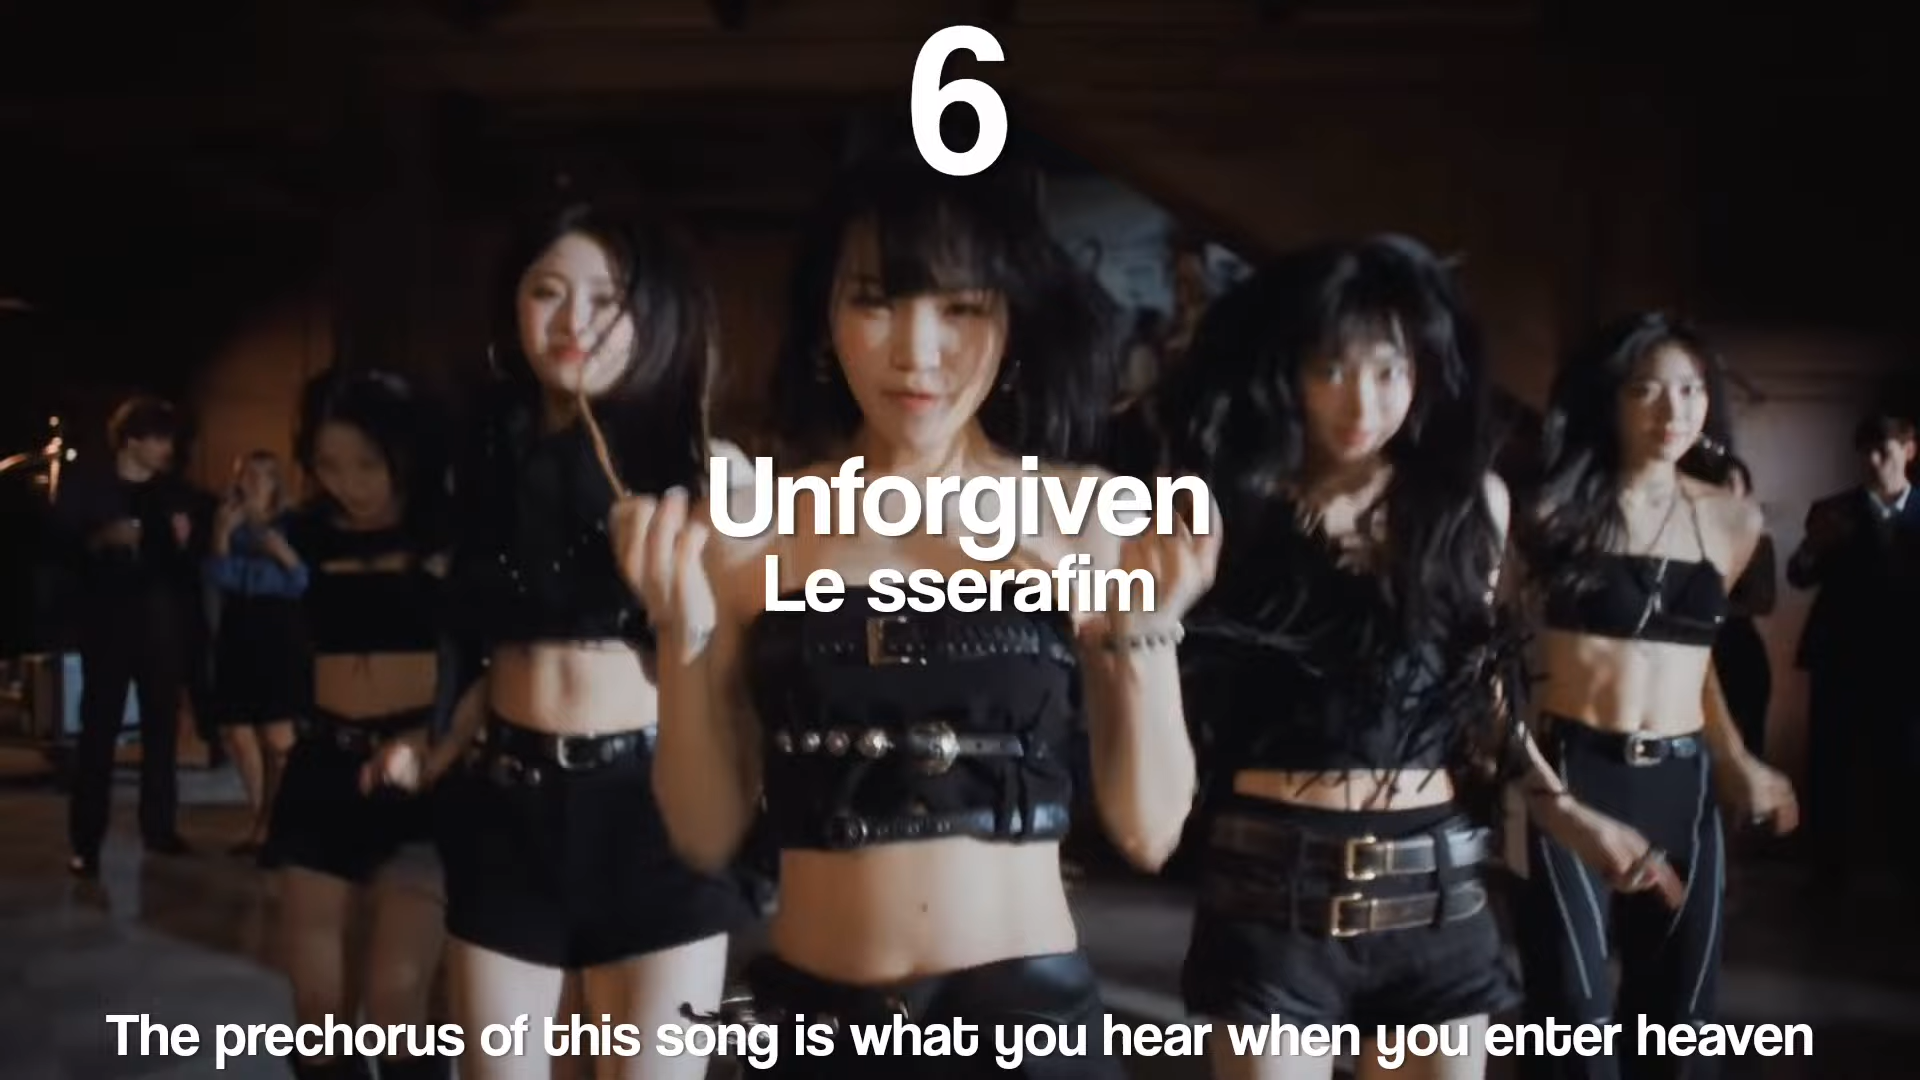 6
Unforgiven
Le sserafim
The prechorus of this song is what you hear when you enter heaven